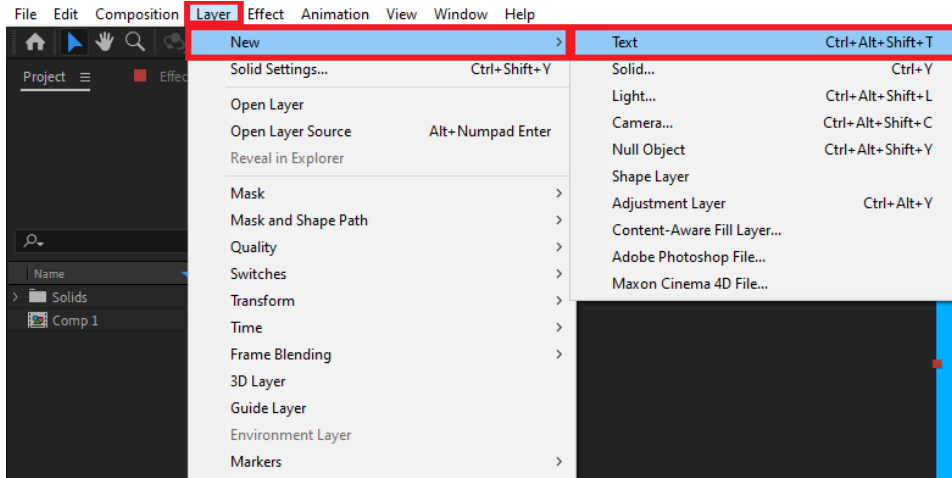 File Edit Composition Layer Effect Animation View Window Help
Project
Effec
Name
Solids
Comp 1
New
Solid Settings... Ctrl+Shift+Y
Open Layer
Open Layer Source Alt+Numpad Enter
Reveal in Explorer
Mask
Mask and Shape Path
Quality
Switches
Transform
Time
Frame Blending
3D Layer
Guide Layer
Environment Layer
Markers
Text Ctrl+Alt+Shift+T
Solid... Ctrl+Y
Light... Ctrl+Alt+Shift+L
Camera... Ctrl+Alt+Shift+C
Null Object Ctrl+Alt+Shift+Y
Shape Layer
Adjustment Layer Ctrl+Alt+Y
Content-Aware Fill Layer...
Adobe Photoshop File...
Maxon Cinema 4D File...